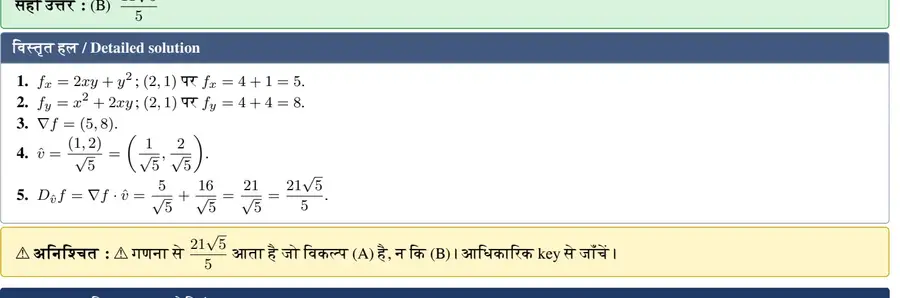 सही उत्तर : (B) 5
विस्तृत हल / Detailed solution
1. f_x = 2xy + y² ; (2, 1) पर f_x = 4 + 1 = 5.
2. f_y = x² + 2xy ; (2, 1) पर f_y = 4 + 4 = 8.
3. ∇f = (5, 8).
4. v̂ = (1, 2)/√5 = (1/√5, 2/√5).
5. D_v̂ f = ∇f · v̂ = 5/√5 + 16/√5 = 21/√5 = 21√5/5.
⚠ अनिश्चित : ⚠ गणना से 21√5/5 आता है जो विकल्प (A) है, न कि (B)। आधिकारिक key से जाँचें।